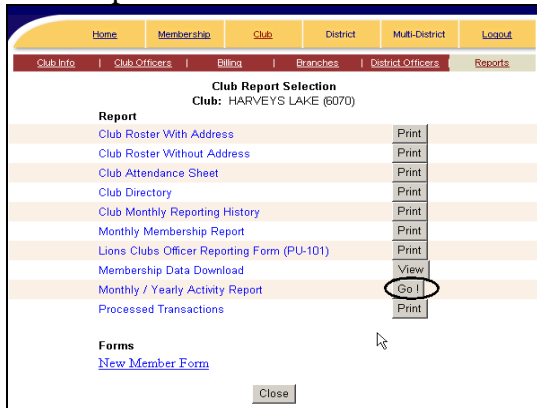 Home Membership Club District Multi-District Logout
Club Info | Club Officers | Billing | Branches | District Officers | Reports
Club Report Selection
Club: HARVEYS LAKE (6070)
Report
Club Roster With Address Print
Club Roster Without Address Print
Club Attendance Sheet Print
Club Directory Print
Club Monthly Reporting History Print
Monthly Membership Report Print
Lions Clubs Officer Reporting Form (PU-101) Print
Membership Data Download View
Monthly / Yearly Activity Report Go !
Processed Transactions Print
Forms
New Member Form
Close